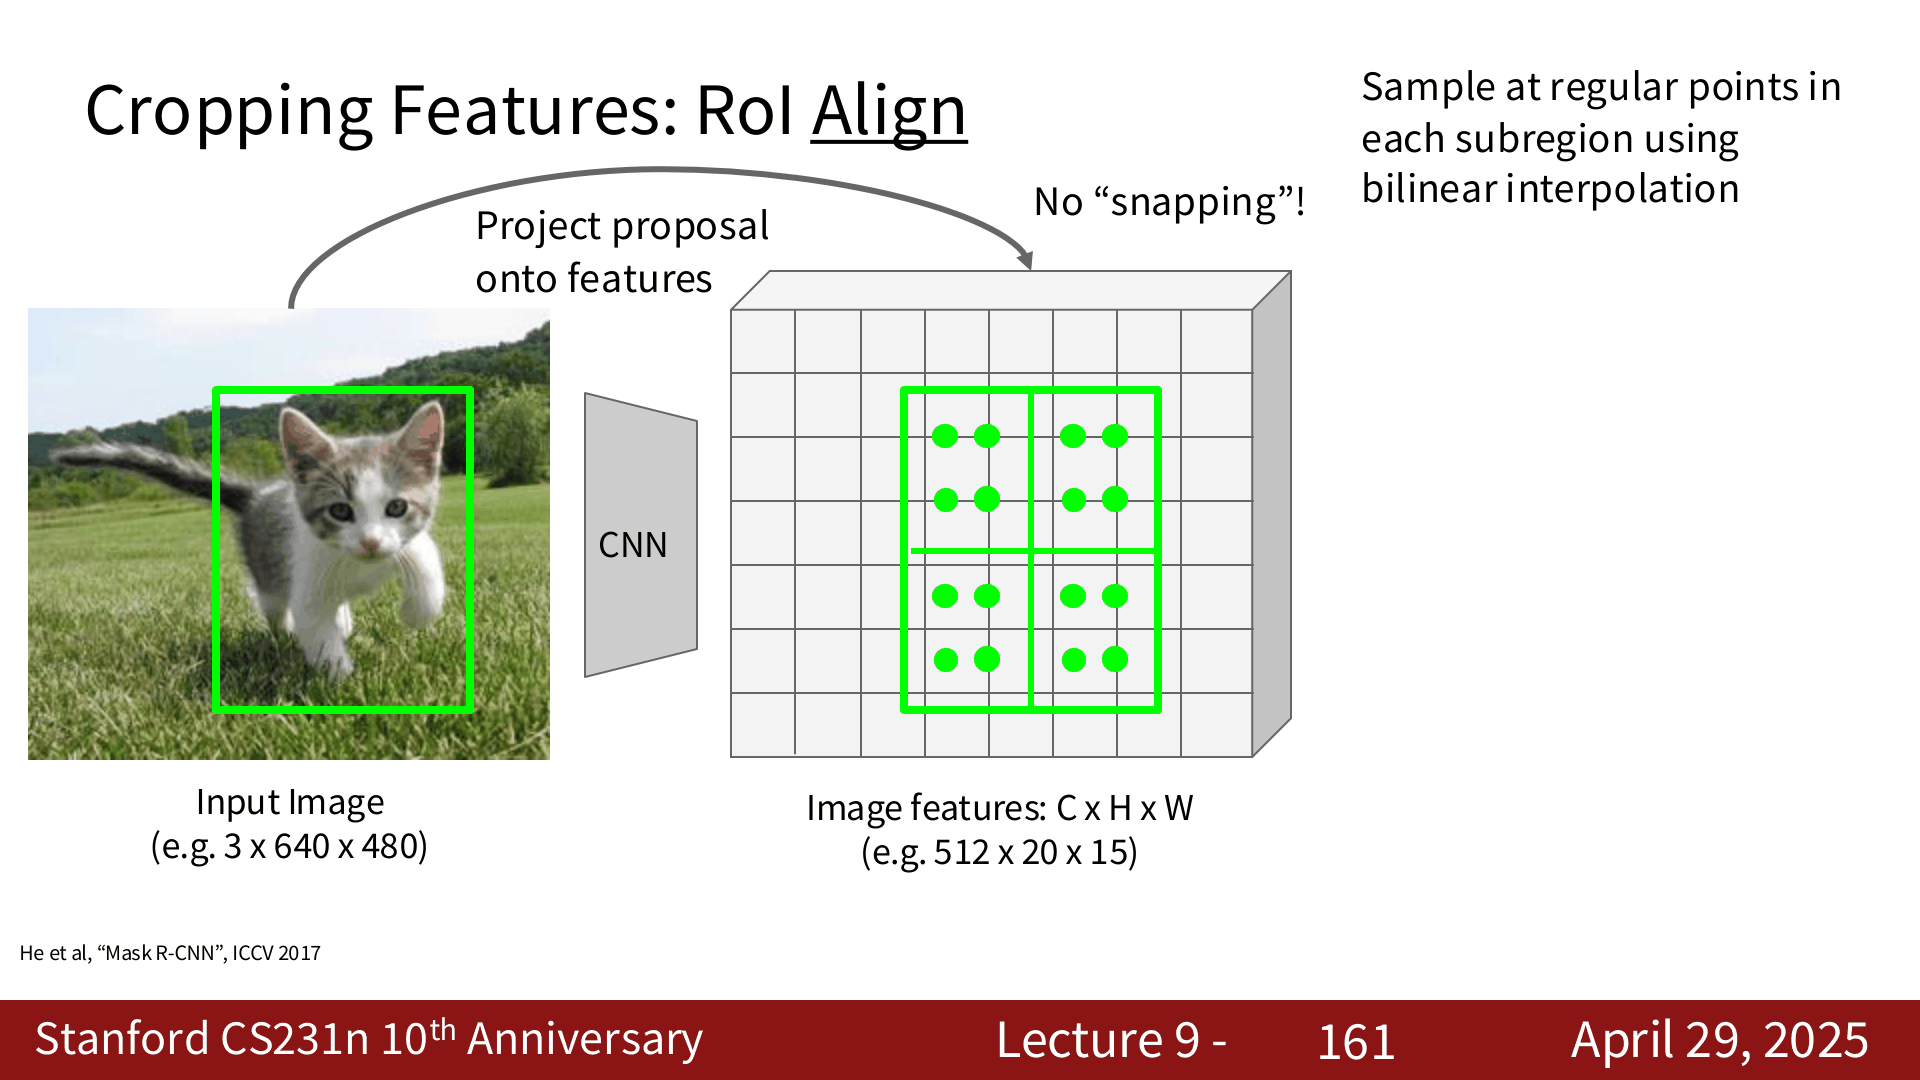 Cropping Features: RoI Align
Sample at regular points in
each subregion using
bilinear interpolation
No “snapping”!
Project proposal
onto features
CNN
Input Image
(e.g. 3 x 640 x 480)
Image features: C x H x W
(e.g. 512 x 20 x 15)
He et al, “Mask R-CNN”, ICCV 2017
Stanford CS231n 10th Anniversary
Lecture 9 -
161
April 29, 2025